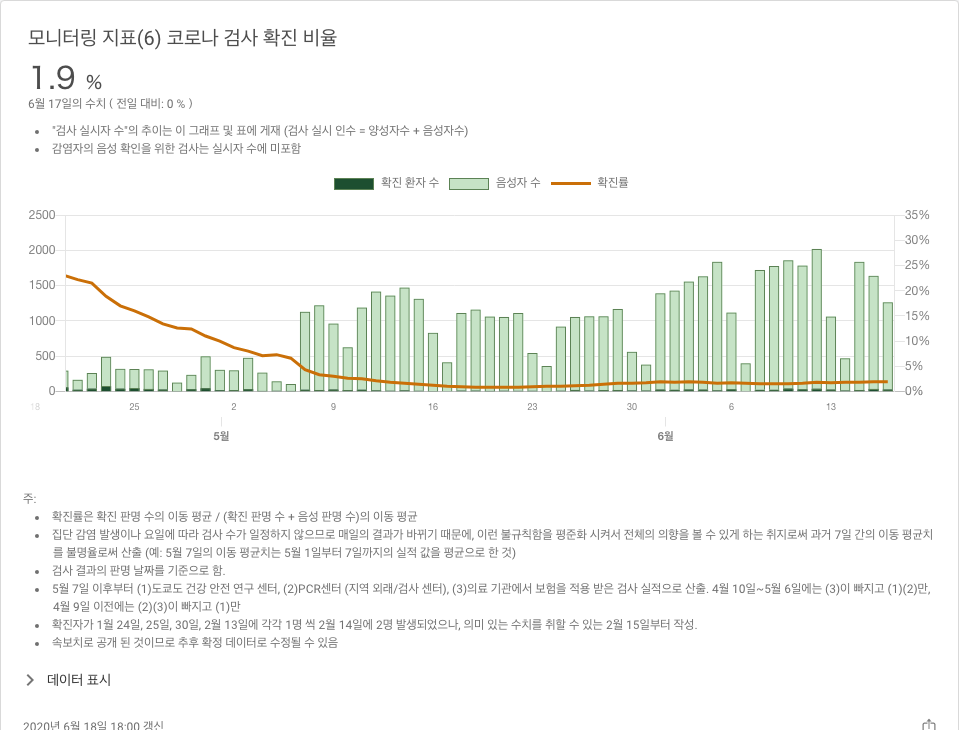 모니터링 지표(6) 코로나 검사 확진 비율
1.9 %
6월 17일의 수치 ( 전일 대비: 0 % )
• "검사 실시자 수"의 추이는 이 그래프 및 표에 게재 (검사 실시 인수 = 양성자수 + 음성자수)
• 감염자의 음성 확인을 위한 검사는 실시자 수에 미포함
확진 환자 수 음성자 수 확진률
2500 35%
30%
2000
25%
1500 20%
15%
1000
10%
500
5%
0 0%
18 25 2 9 16 23 30 6 13
5월 6월
주:
• 확진률은 확진 판명 수의 이동 평균 / (확진 판명 수 + 음성 판명 수)의 이동 평균
• 집단 감염 발생이나 요일에 따라 검사 수가 일정하지 않으므로 매일의 결과가 바뀌기 때문에, 이런 불규칙함을 평준화 시켜서 전체의 의향을 볼 수 있게 하는 취지로써 과거 7일 간의 이동 평균치
를 불명율로써 산출 (예: 5월 7일의 이동 평균치는 5월 1일부터 7일까지의 실적 값을 평균으로 한 것)
• 검사 결과의 판명 날짜를 기준으로 함.
• 5월 7일 이후부터 (1)도쿄도 건강 안전 연구 센터, (2)PCR센터 (지역 외래/검사 센터), (3)의료 기관에서 보험을 적용 받은 검사 실적으로 산출. 4월 10일~5월 6일에는 (3)이 빠지고 (1)(2)만,
4월 9일 이전에는 (2)(3)이 빠지고 (1)만
• 확진자가 1월 24일, 25일, 30일, 2월 13일에 각각 1명 씩 2월 14일에 2명 발생되었으나, 의미 있는 수치를 취할 수 있는 2월 15일부터 작성.
• 속보치로 공개 된 것이므로 추후 확정 데이터로 수정될 수 있음
데이터 표시
2020년 6월 18일 18:00 갱신